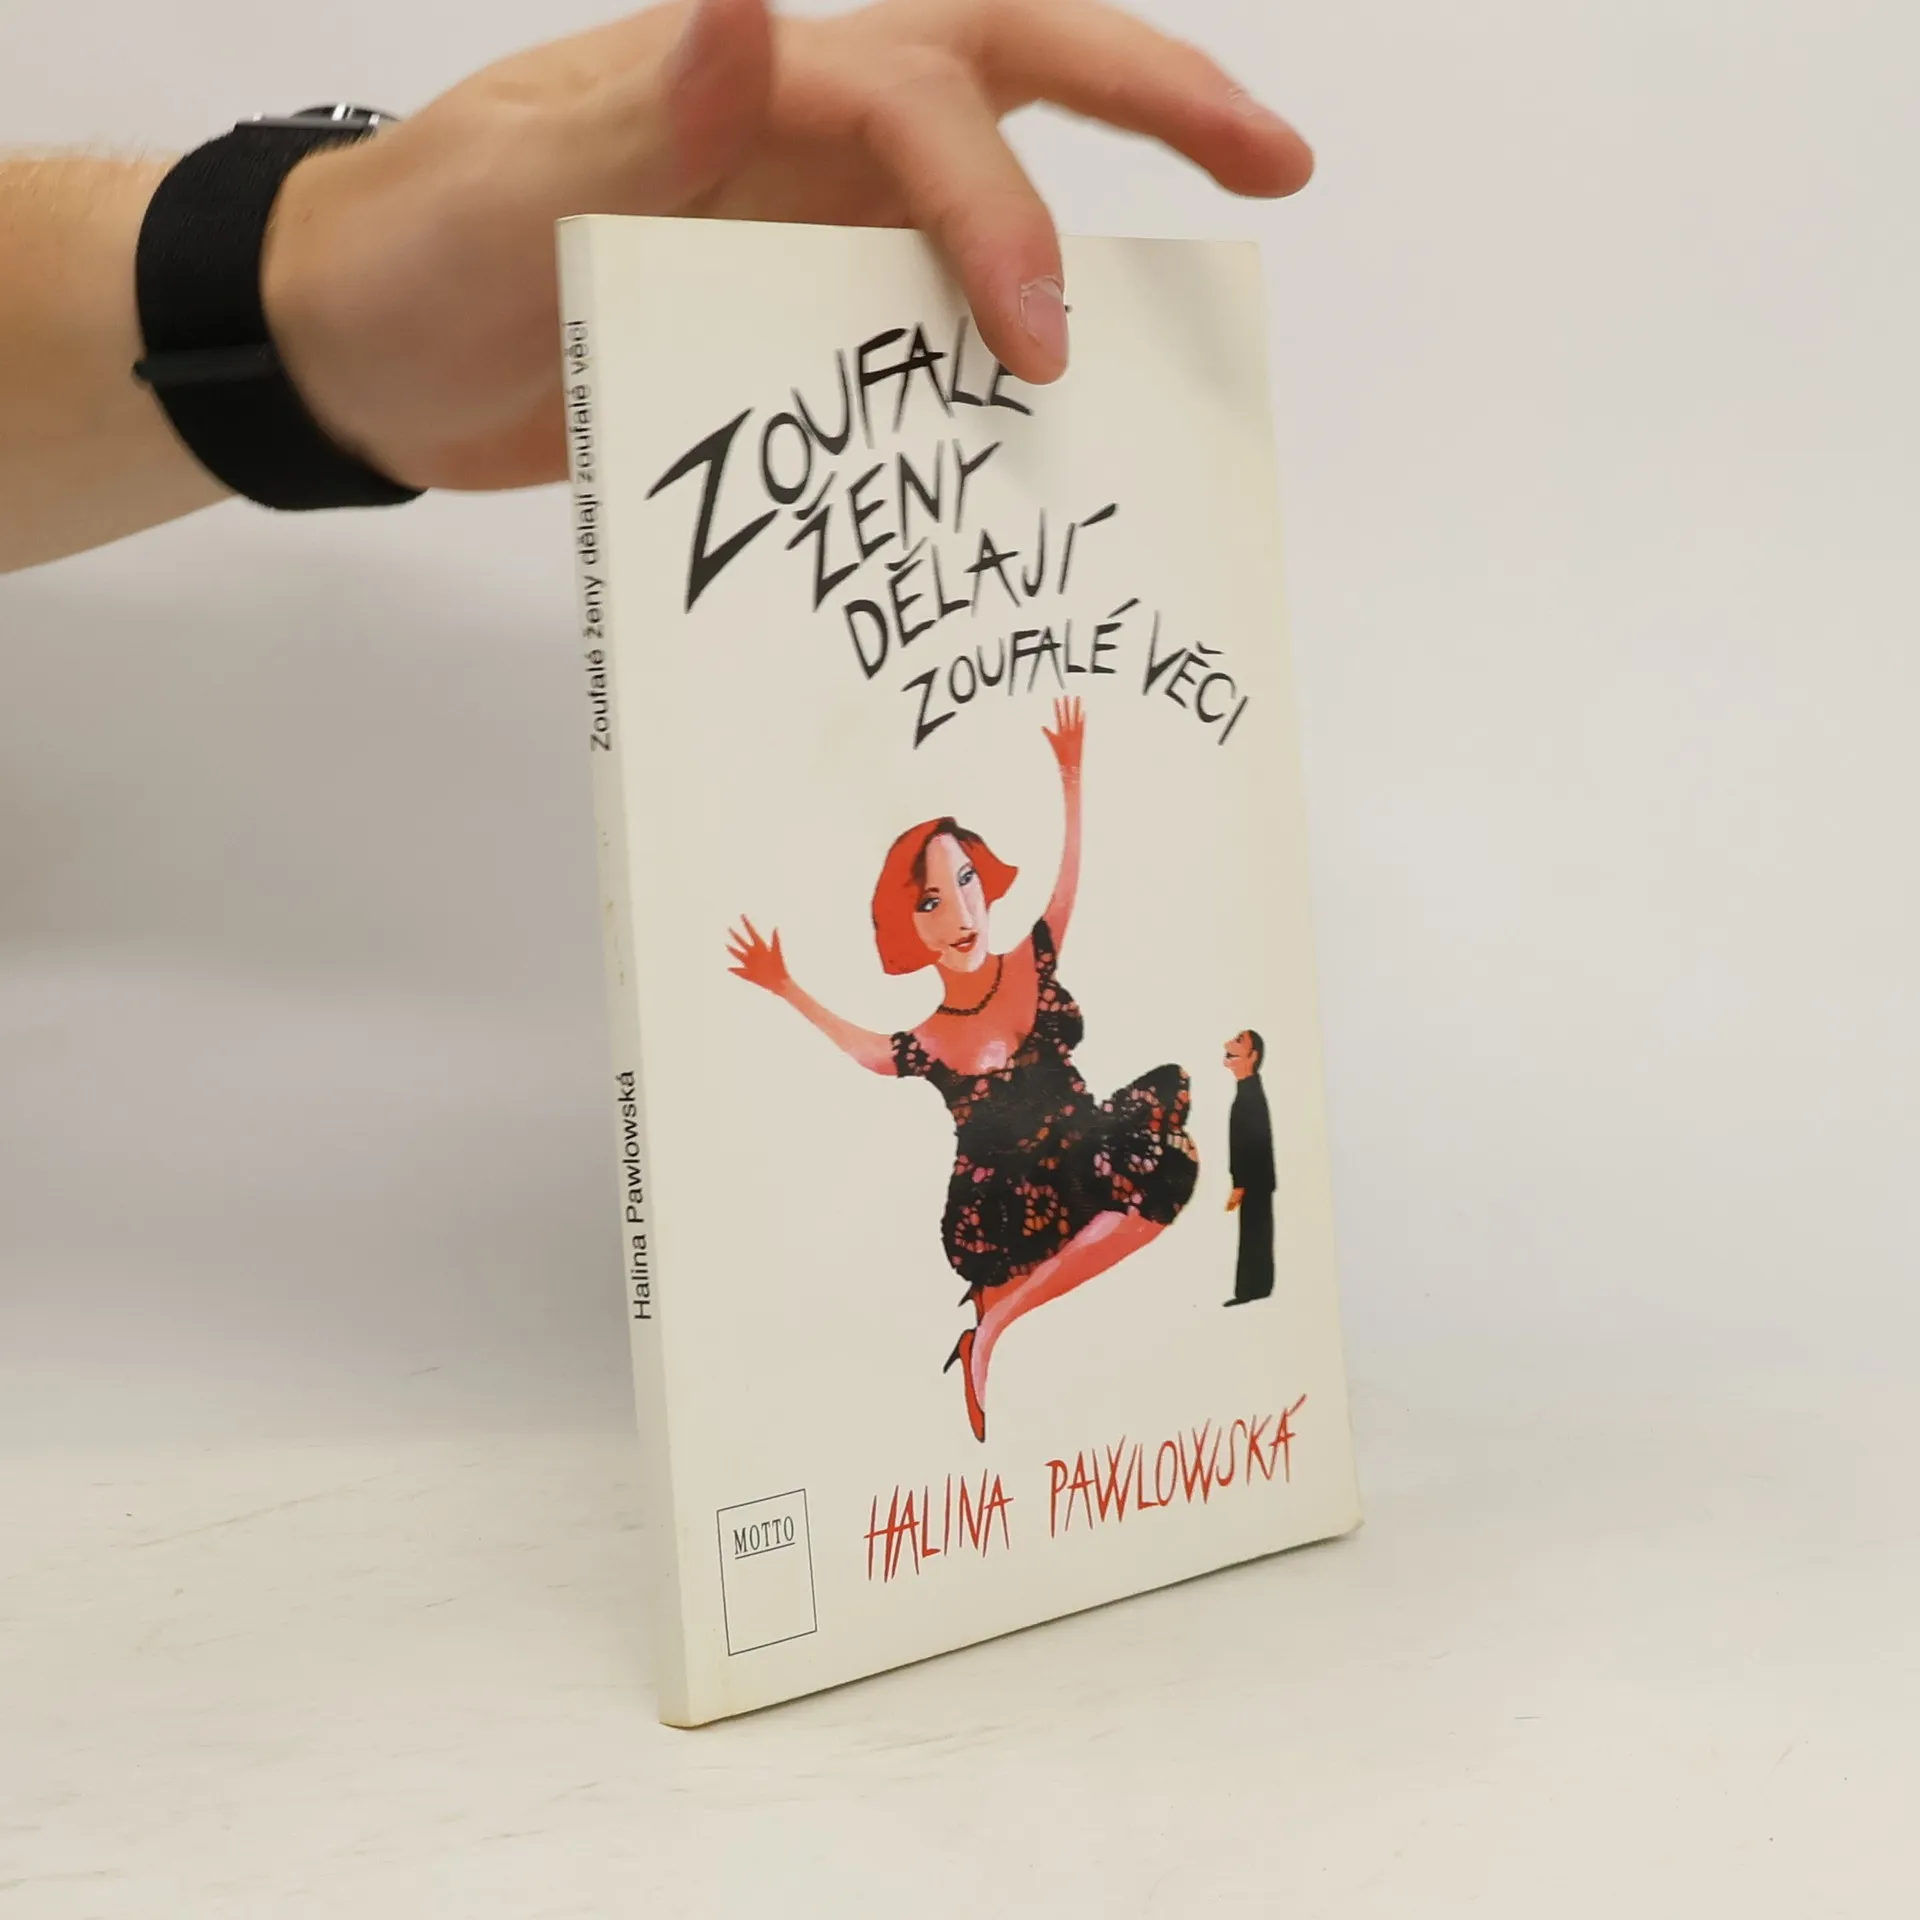 ZOUFALÉ
ŽENY
DĚLAJÍ
ZOUFALÉ VĚCI
HALINA PAWLOWSKÁ
MOTTO
Zoufalé ženy dělají zoufalé věci
Halina Pawlowská